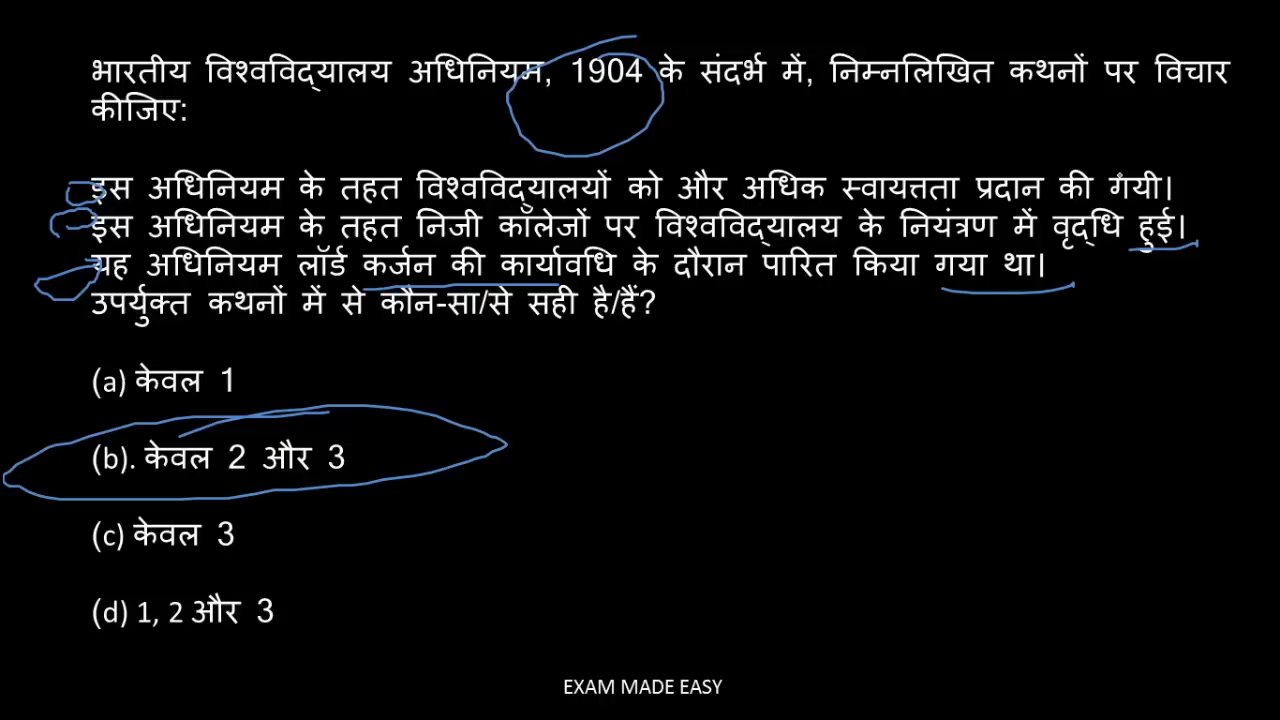 भारतीय विश्वविद्यालय अधिनियम, 1904 के संदर्भ में, निम्नलिखित कथनों पर विचार
कीजिए:
इस अधिनियम के तहत विश्वविद्यालयों को और अधिक स्वायत्तता प्रदान की गयी।
इस अधिनियम के तहत निजी कॉलेजों पर विश्वविद्यालय के नियंत्रण में वृद्धि हुई।
यह अधिनियम लॉर्ड कर्जन की कार्यावधि के दौरान पारित किया गया था।
उपर्युक्त कथनों में से कौन-सा/से सही है/हैं?
(a) केवल 1
(b). केवल 2 और 3
(c) केवल 3
(d) 1, 2 और 3
EXAM MADE EASY